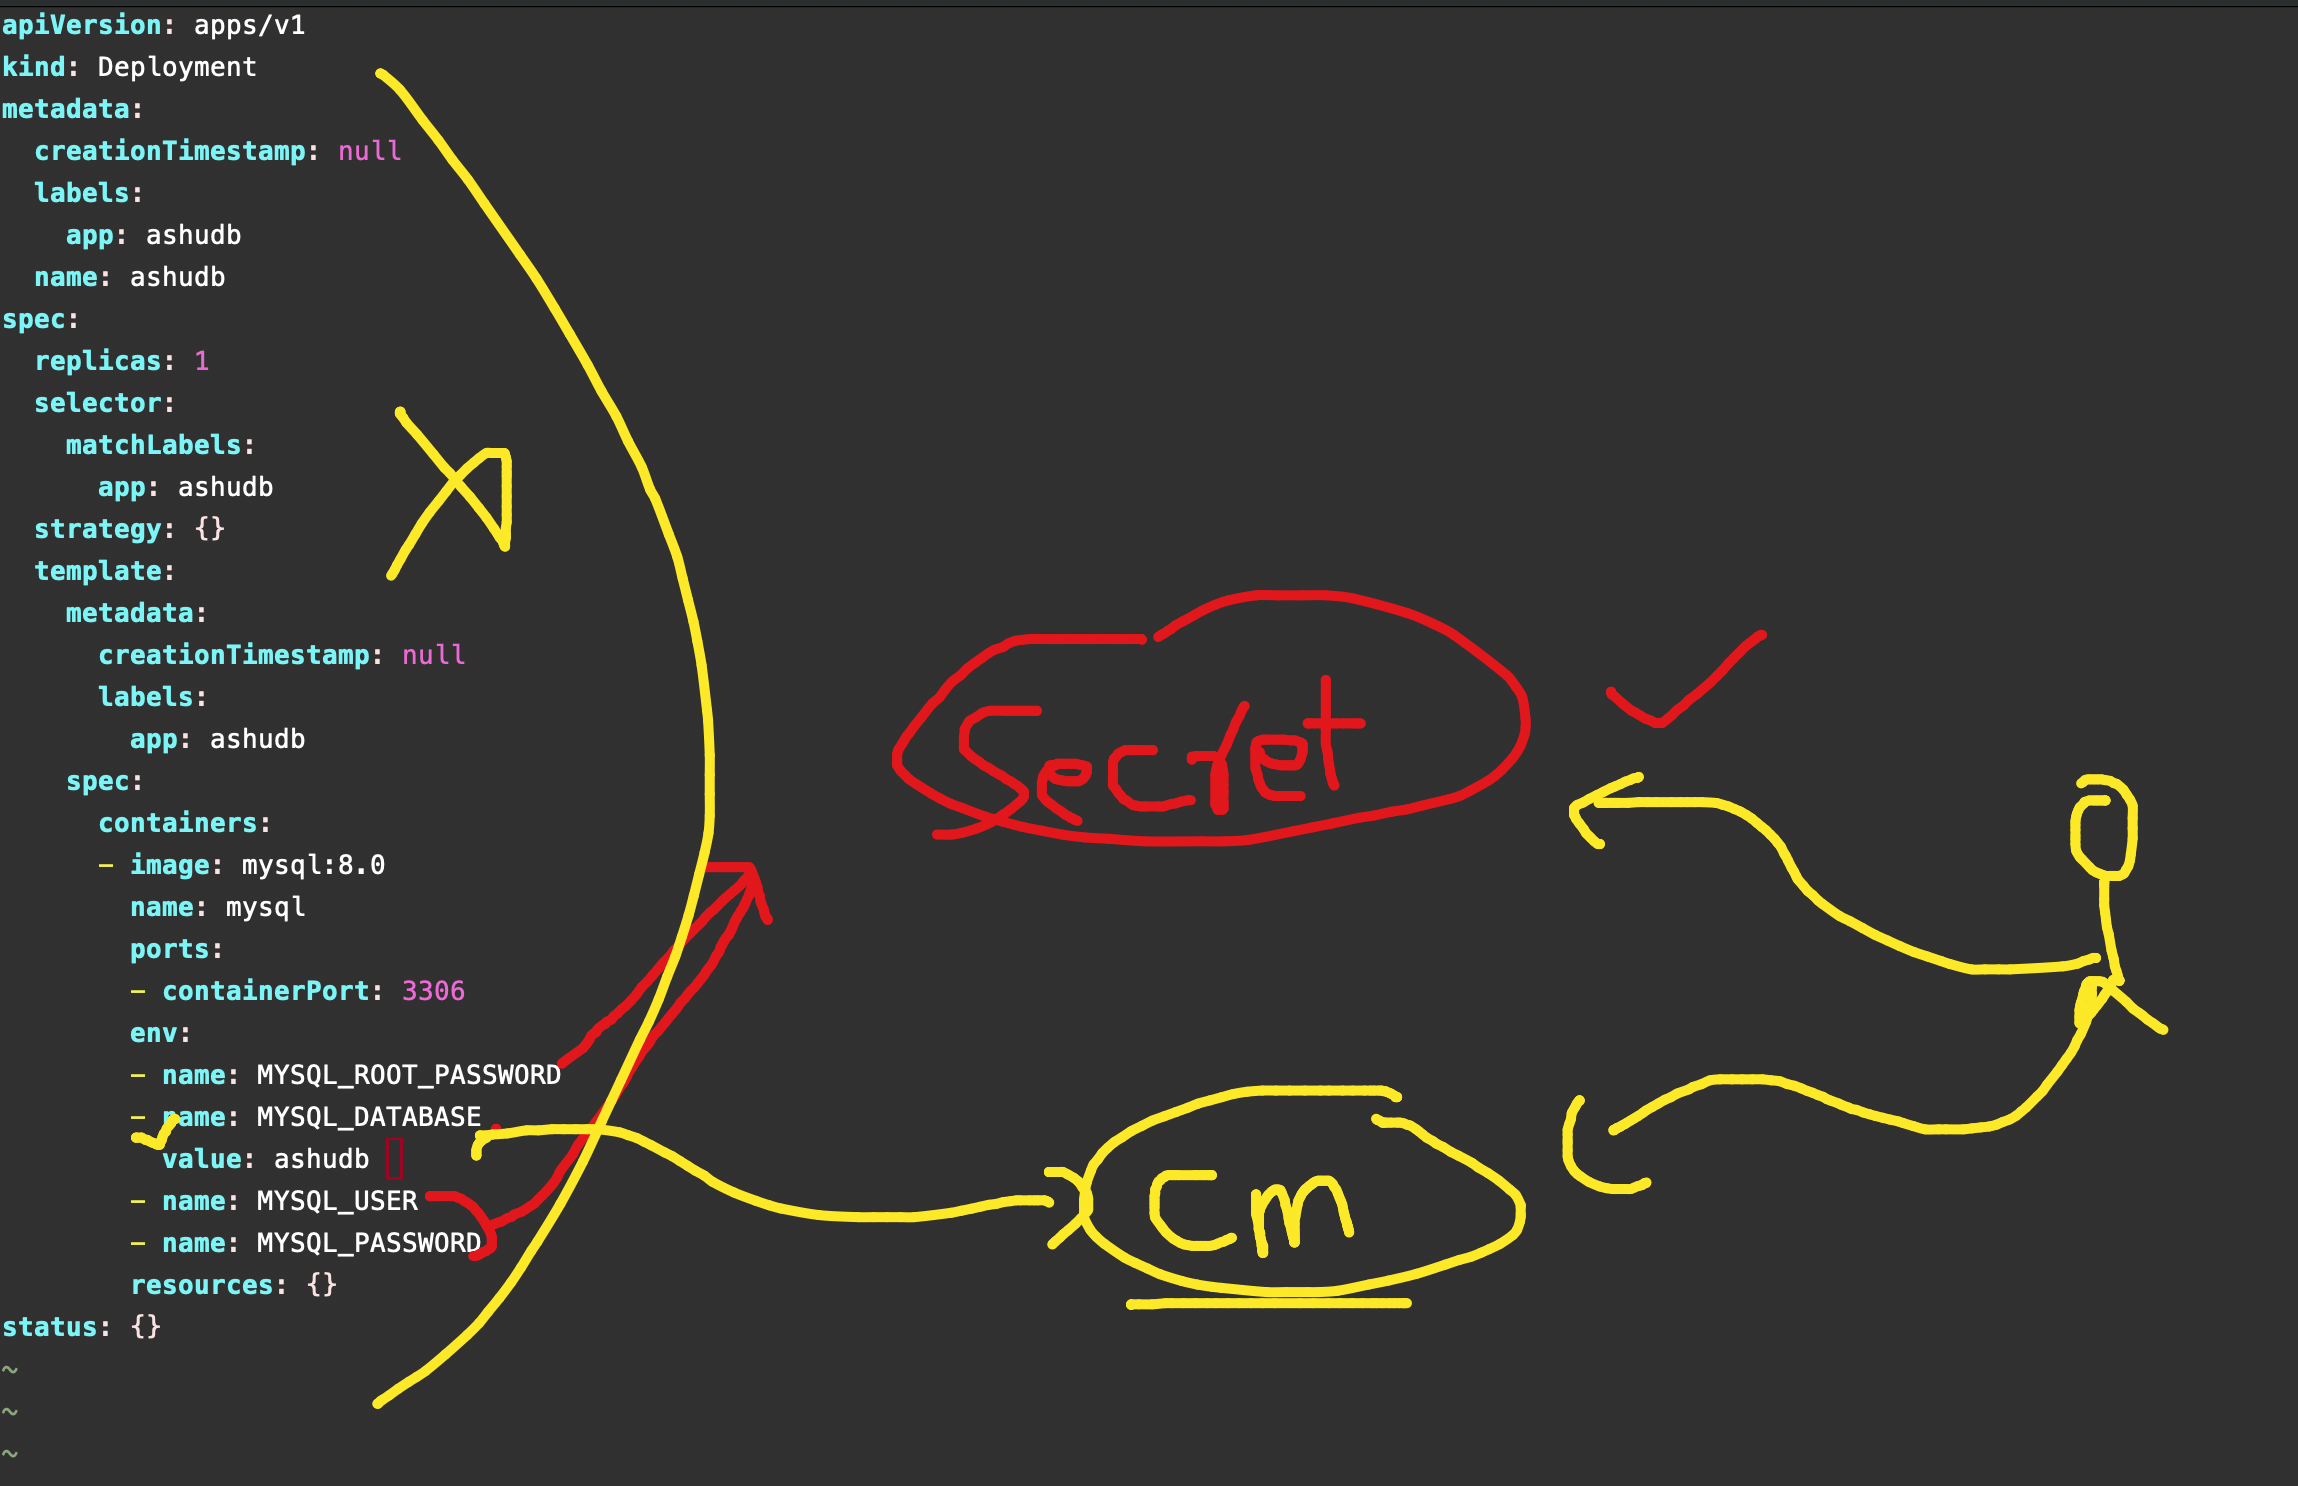 apiVersion: apps/v1
kind: Deployment
metadata:
  creationTimestamp: null
  labels:
    app: ashudb
  name: ashudb
spec:
  replicas: 1
  selector:
    matchLabels:
      app: ashudb
  strategy: {}
  template:
    metadata:
      creationTimestamp: null
      labels:
        app: ashudb
    spec:
      containers:
      - image: mysql:8.0
        name: mysql
        ports:
        - containerPort: 3306
        env:
        - name: MYSQL_ROOT_PASSWORD
        - name: MYSQL_DATABASE
          value: ashudb
        - name: MYSQL_USER
        - name: MYSQL_PASSWORD
        resources: {}
status: {}
~
~
~
Secret
Cm